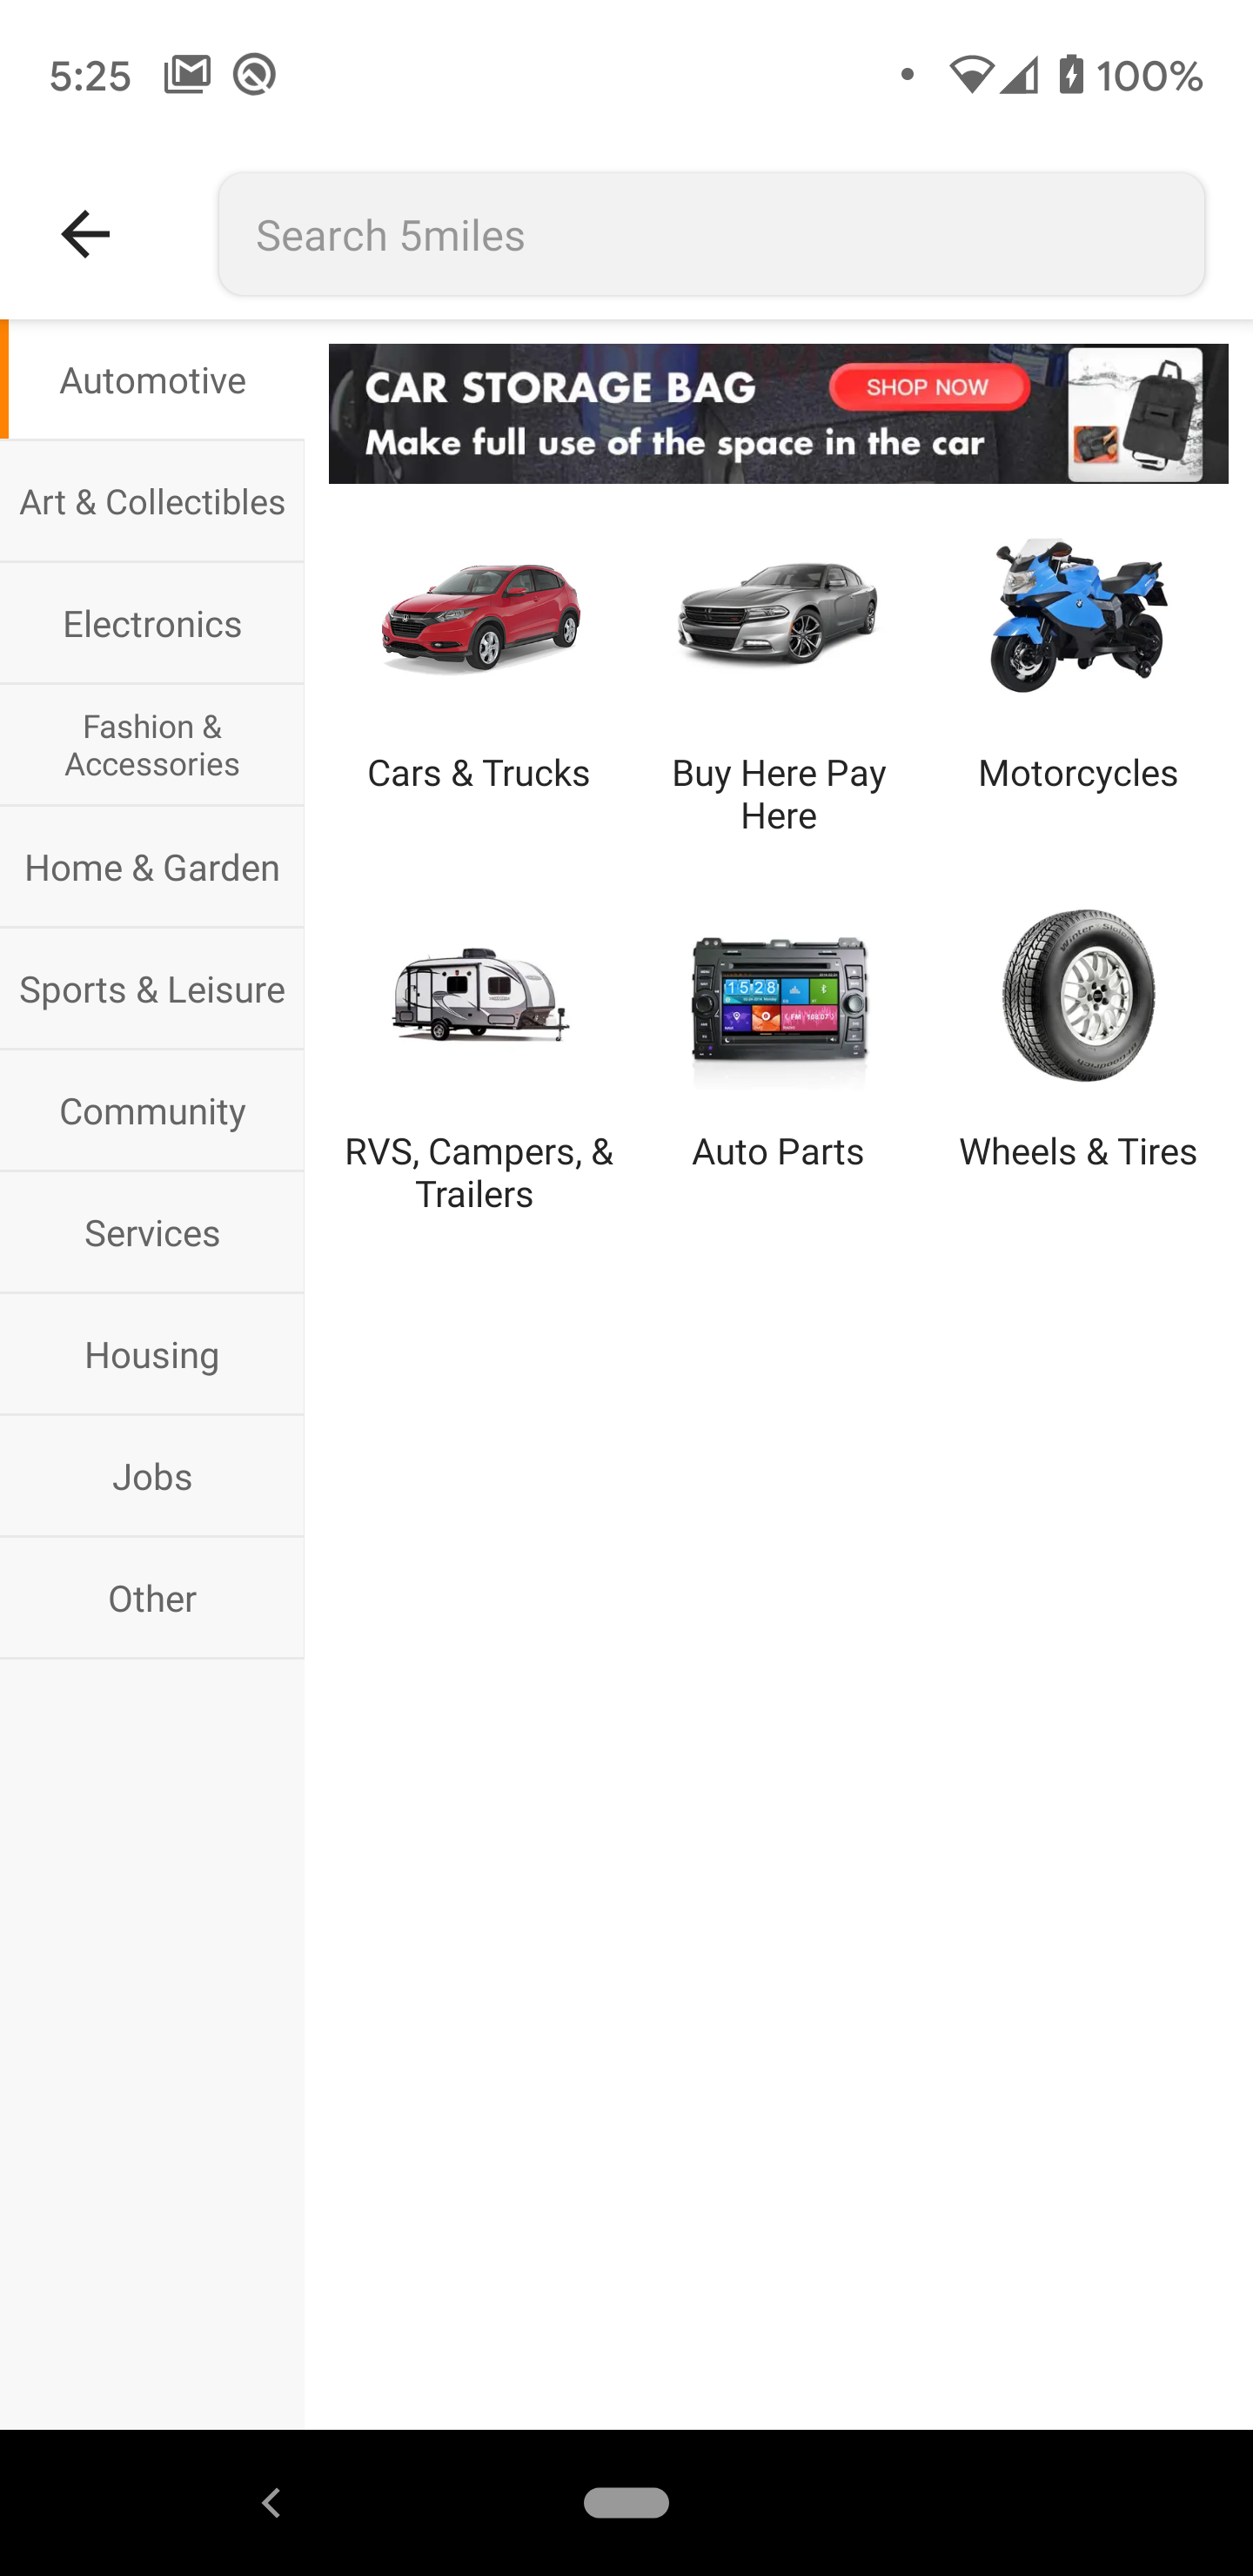 5:25
100%
Search 5miles
Automotive
Art & Collectibles
Electronics
Fashion &
Accessories
Home & Garden
Sports & Leisure
Community
Services
Housing
Jobs
Other
CAR STORAGE BAG
SHOP NOW
Make full use of the space in the car
Cars & Trucks
Buy Here Pay
Here
Motorcycles
15 28
RVS, Campers, &
Trailers
Auto Parts
Wheels & Tires